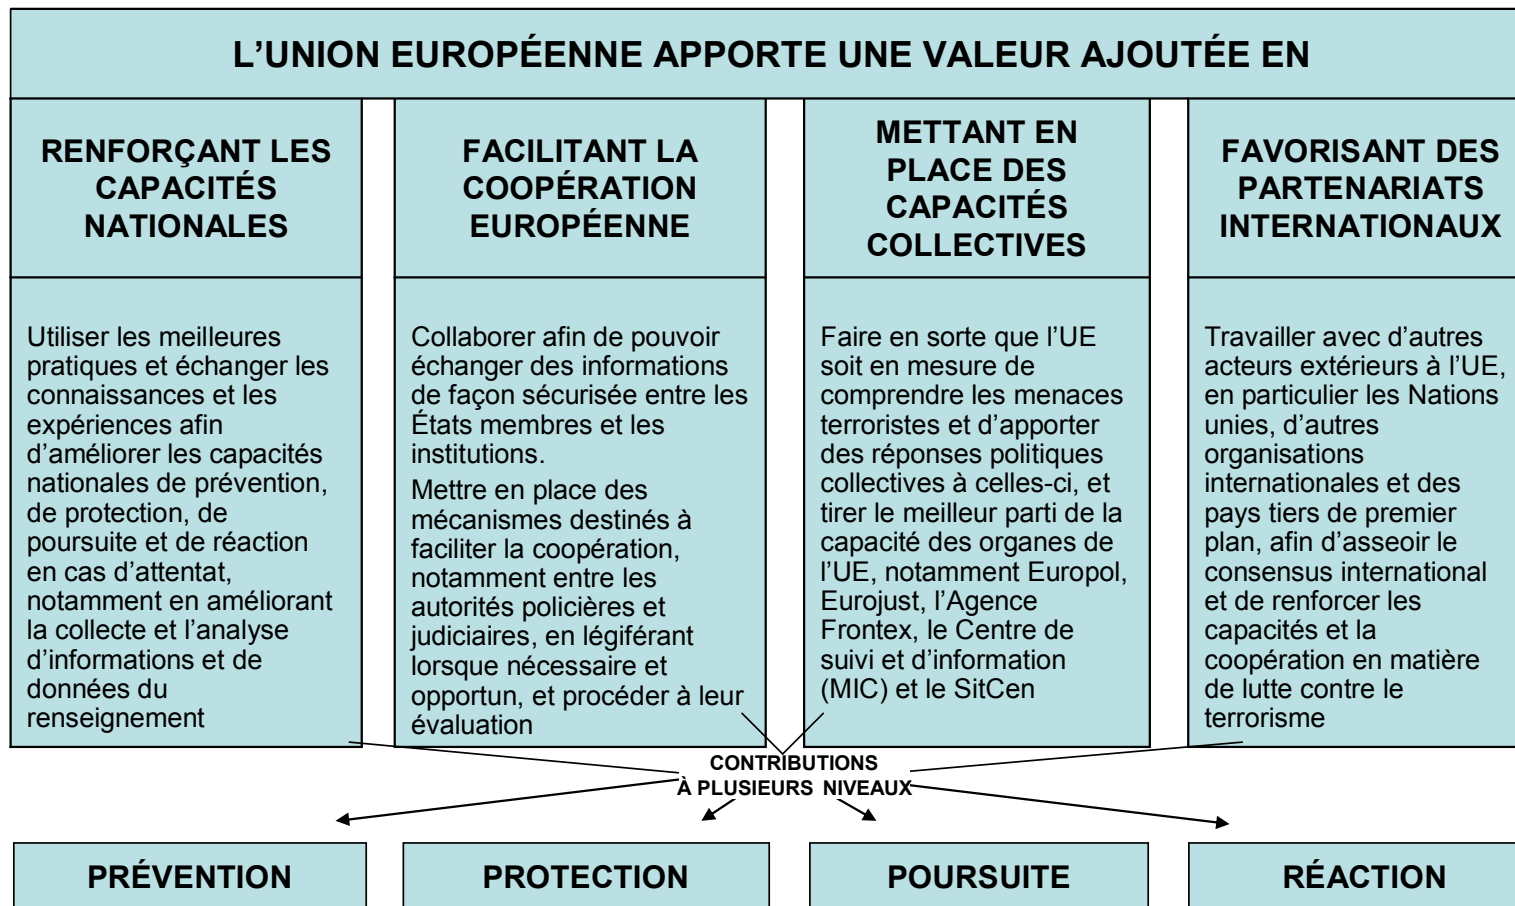 L’UNION EUROPÉENNE APPORTE UNE VALEUR AJOUTÉE EN
RENFORÇANT LES
CAPACITÉS
NATIONALES
Utiliser les meilleures
pratiques et échanger les
connaissances et les
expériences afin
d’améliorer les capacités
nationales de prévention,
de protection, de
poursuite et de réaction
en cas d’attentat,
notamment en améliorant
la collecte et l’analyse
d’informations et de
données du
renseignement
FACILITANT LA
COOPÉRATION
EUROPÉENNE
Collaborer afin de pouvoir
échanger des informations
de façon sécurisée entre les
États membres et les
institutions.
Mettre en place des
mécanismes destinés à
faciliter la coopération,
notamment entre les
autorités policières et
judiciaires, en légiférant
lorsque nécessaire et
opportun, et procéder à leur
évaluation
METTANT EN
PLACE DES
CAPACITÉS
COLLECTIVES
Faire en sorte que l’UE
soit en mesure de
comprendre les menaces
terroristes et d’apporter
des réponses politiques
collectives à celles-ci, et
tirer le meilleur parti de la
capacité des organes de
l’UE, notamment Europol,
Eurojust, l’Agence
Frontex, le Centre de
suivi et d’information
(MIC) et le SitCen
FAVORISANT DES
PARTENARIATS
INTERNATIONAUX
Travailler avec d’autres
acteurs extérieurs à l’UE,
en particulier les Nations
unies, d’autres
organisations
internationales et des
pays tiers de premier
plan, afin d’asseoir le
consensus international
et de renforcer les
capacités et la
coopération en matière
de lutte contre le
terrorisme
CONTRIBUTIONS
À PLUSIEURS NIVEAUX
PRÉVENTION
PROTECTION
POURSUITE
RÉACTION